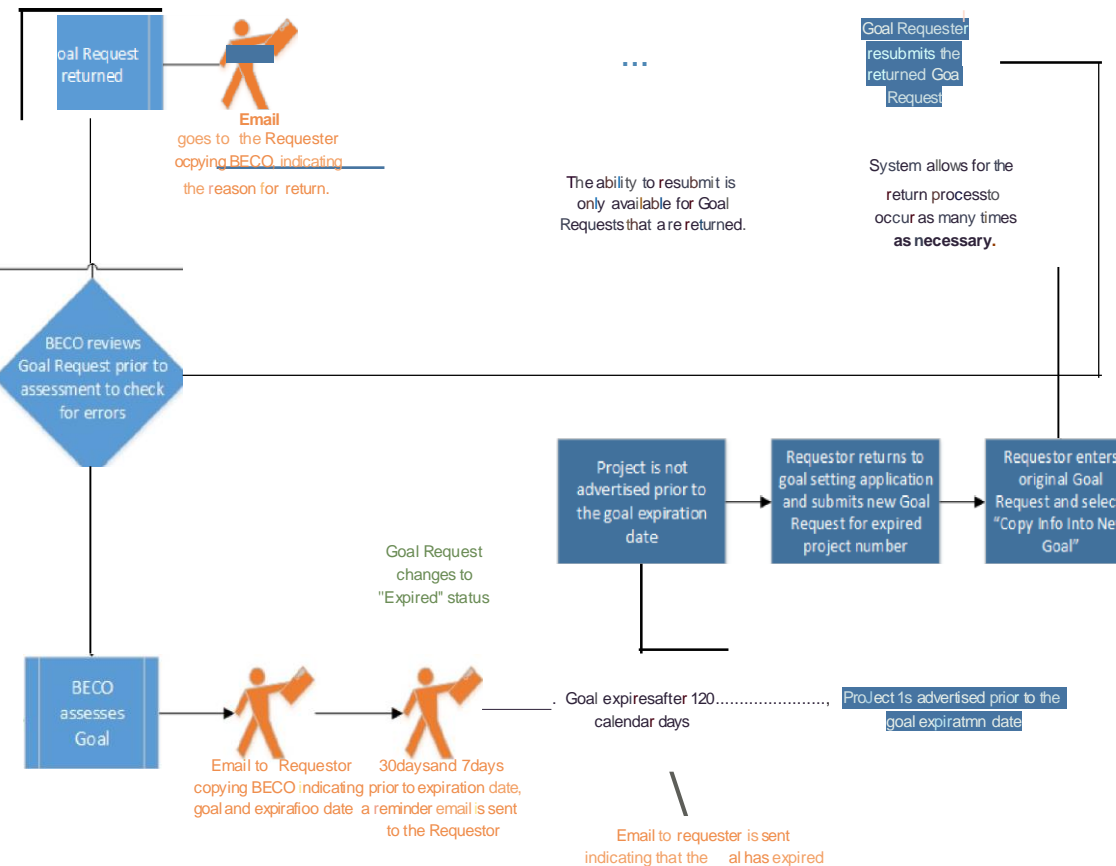 oal Request
returned
Email
goes to the Requester
ocpying BECO, indicating
the reason for return.
...
The ability to resubmit is
only available for Goal
Requests that are returned.
Goal Requester
resubmits the
returned Goa
Request
System allows for the
return processto
occur as many times
as necessary.
BECO reviews
Goal Request prior to
assessment to check
for errors
Project is not
advertised prior to
the goal expiration
date
Requestor returns to
goal setting application
and submits new Goal
Request for expired
project number
Requestor enters
original Goal
Request and selec
"Copy Info Into Ne
Goal"
Goal Request
changes to
"Expired" status
BECO
assesses
Goal
Email to Requestor
copying BECO indicating
goal and expirafioo date
30daysand 7days
prior to expiration date,
a reminder email is sent
to the Requestor
. Goal expiresafter 120.......................,
calendar days
ProJect 1s advertised prior to the
goal expiratmn date
Email to requester is sent
indicating that the al has expired